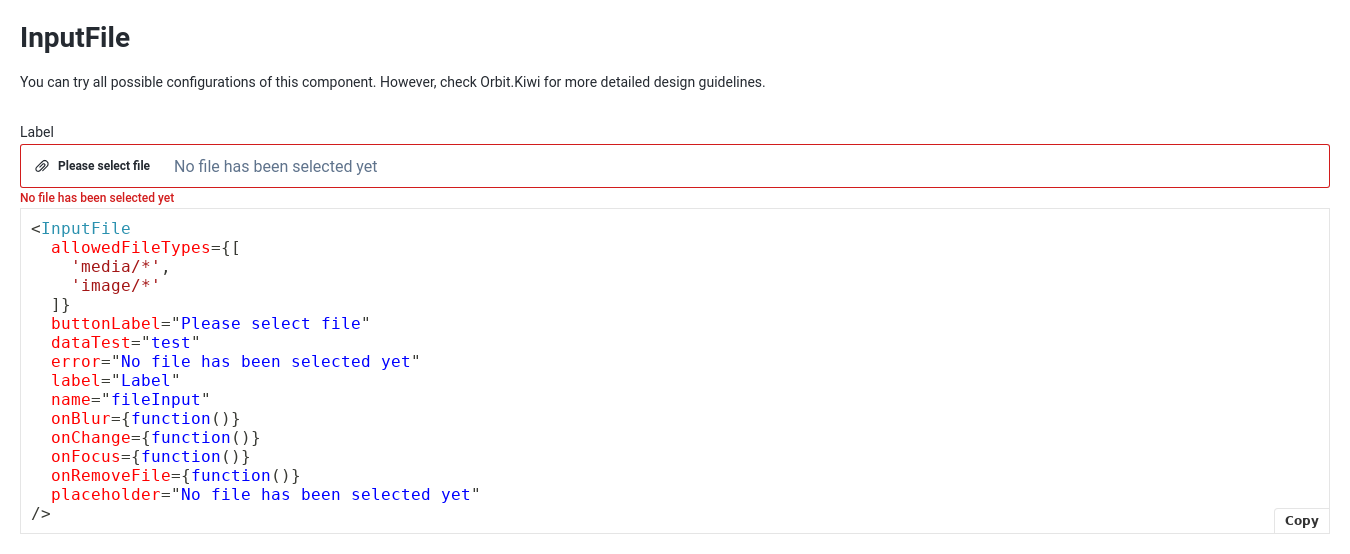 InputFile
You can try all possible configurations of this component. However, check Orbit.Kiwi for more detailed design guidelines.
Label
Please select file No file has been selected yet
No file has been selected yet
<InputFile
  allowedFileTypes={[
    'media/*',
    'image/*'
  ]}
  buttonLabel="Please select file"
  dataTest="test"
  error="No file has been selected yet"
  label="Label"
  name="fileInput"
  onBlur={function()}
  onChange={function()}
  onFocus={function()}
  onRemoveFile={function()}
  placeholder="No file has been selected yet"
/>
Copy